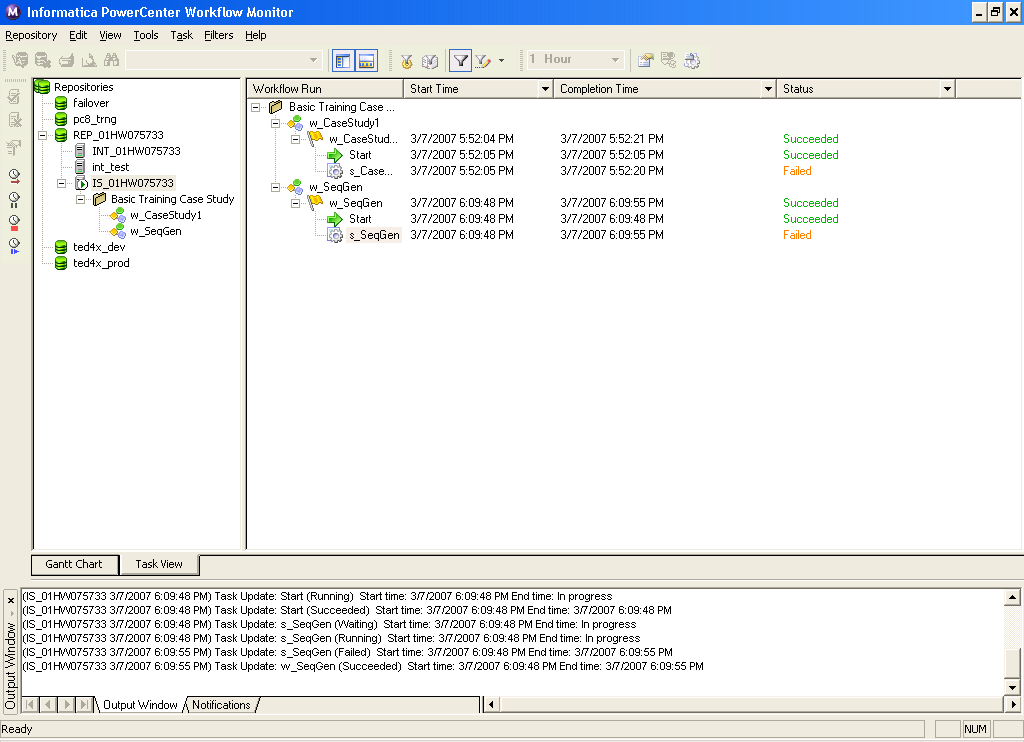 Informatica PowerCenter Workflow Monitor
Repository Edit View Tools Task Filters Help
1 Hour
Repositories
failover
pc8_trng
REP_01HW075733
INT_01HW075733
int_test
IS_01HW075733
Basic Training Case Study
w_CaseStudy1
w_SeqGen
ted4x_dev
ted4x_prod
Workflow Run Start Time Completion Time Status
Basic Training Case ...
w_CaseStudy1
w_CaseStud... 3/7/2007 5:52:04 PM 3/7/2007 5:52:21 PM Succeeded
Start 3/7/2007 5:52:05 PM 3/7/2007 5:52:05 PM Succeeded
s_Case... 3/7/2007 5:52:05 PM 3/7/2007 5:52:20 PM Failed
w_SeqGen
w_SeqGen 3/7/2007 6:09:48 PM 3/7/2007 6:09:55 PM Succeeded
Start 3/7/2007 6:09:48 PM 3/7/2007 6:09:48 PM Succeeded
s_SeqGen 3/7/2007 6:09:48 PM 3/7/2007 6:09:55 PM Failed
Gantt Chart Task View
Output Window
(IS_01HW075733 3/7/2007 6:09:48 PM) Task Update: Start (Running) Start time: 3/7/2007 6:09:48 PM End time: In progress
(IS_01HW075733 3/7/2007 6:09:48 PM) Task Update: Start (Succeeded) Start time: 3/7/2007 6:09:48 PM End time: 3/7/2007 6:09:48 PM
(IS_01HW075733 3/7/2007 6:09:48 PM) Task Update: s_SeqGen (Waiting) Start time: 3/7/2007 6:09:48 PM End time: In progress
(IS_01HW075733 3/7/2007 6:09:48 PM) Task Update: s_SeqGen (Running) Start time: 3/7/2007 6:09:48 PM End time: In progress
(IS_01HW075733 3/7/2007 6:09:55 PM) Task Update: s_SeqGen (Failed) Start time: 3/7/2007 6:09:48 PM End time: 3/7/2007 6:09:55 PM
(IS_01HW075733 3/7/2007 6:09:55 PM) Task Update: w_SeqGen (Succeeded) Start time: 3/7/2007 6:09:48 PM End time: 3/7/2007 6:09:55 PM
Output Window Notifications
Ready NUM